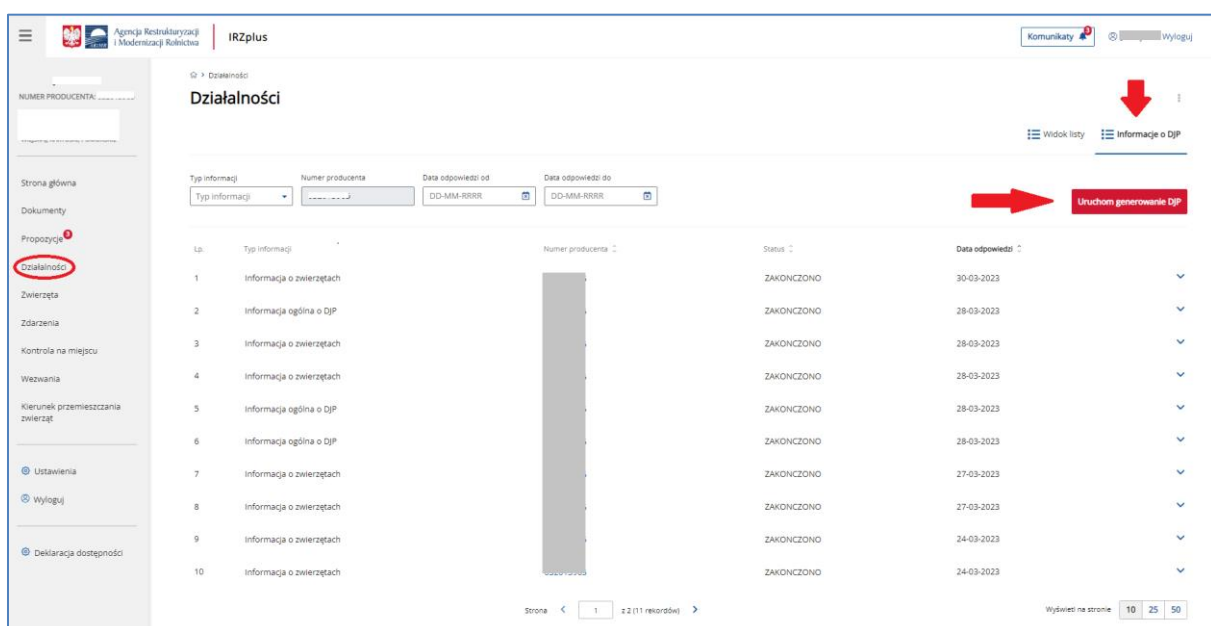 Agencja Restrukturyzacji
i Modernizacji Rolnictwa
IRZplus
Komunikaty 3
Wyloguj
NUMER PRODUCENTA:
Strona główna
Dokumenty
Propozycje 3
Działalności
Zwierzęta
Zdarzenia
Kontrola na miejscu
Wezwania
Kierunek przemieszczania
zwierząt
Ustawienia
Wyloguj
Deklaracja dostępności
> Działalności
Działalności
Widok listy Informacje o DJP
Typ informacji Numer producenta Data odpowiedzi od Data odpowiedzi do
Typ informacji DD-MM-RRRR DD-MM-RRRR
Uruchom generowanie DJP
Lp. Typ informacji Numer producenta Status Data odpowiedzi
1 Informacja o zwierzętach ZAKONCZONO 30-03-2023
2 Informacja ogólna o DJP ZAKONCZONO 28-03-2023
3 Informacja o zwierzętach ZAKONCZONO 28-03-2023
4 Informacja o zwierzętach ZAKONCZONO 28-03-2023
5 Informacja ogólna o DJP ZAKONCZONO 28-03-2023
6 Informacja ogólna o DJP ZAKONCZONO 28-03-2023
7 Informacja o zwierzętach ZAKONCZONO 27-03-2023
8 Informacja o zwierzętach ZAKONCZONO 27-03-2023
9 Informacja o zwierzętach ZAKONCZONO 24-03-2023
10 Informacja o zwierzętach ZAKONCZONO 24-03-2023
Strona < 1 z 2 (11 rekordów) >
Wyświetl na stronie 10 25 50